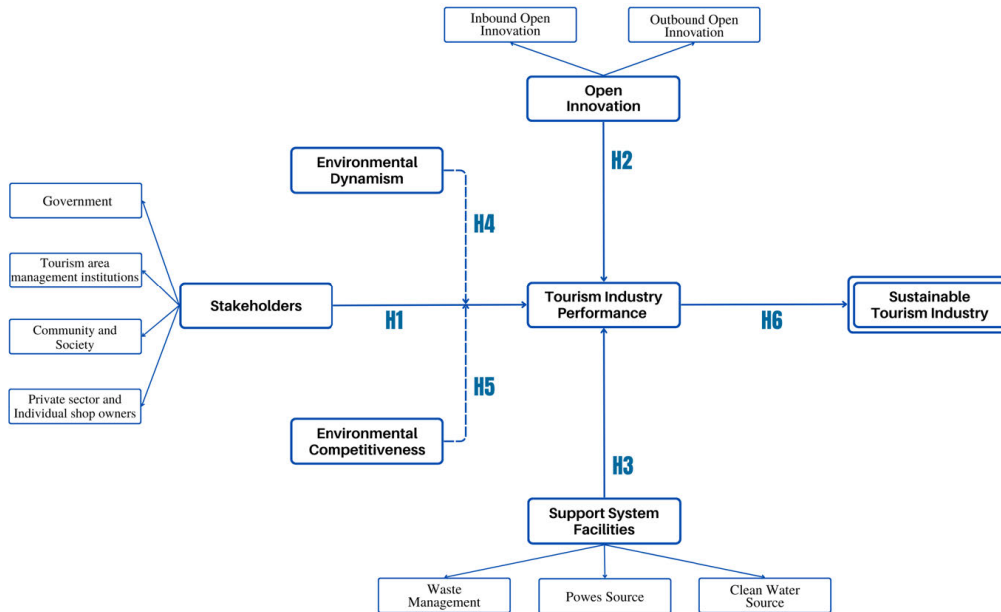 Inbound Open
Innovation
Outbound Open
Innovation
Open
Innovation
H2
Environmental
Dynamism
H4
Government
Tourism area
management institutions
Community and
Society
Private sector and
Individual shop owners
Stakeholders
H1
Tourism Industry
Performance
H6
Sustainable
Tourism Industry
H5
Environmental
Competitiveness
H3
Support System
Facilities
Waste
Management
Powes Source
Clean Water
Source